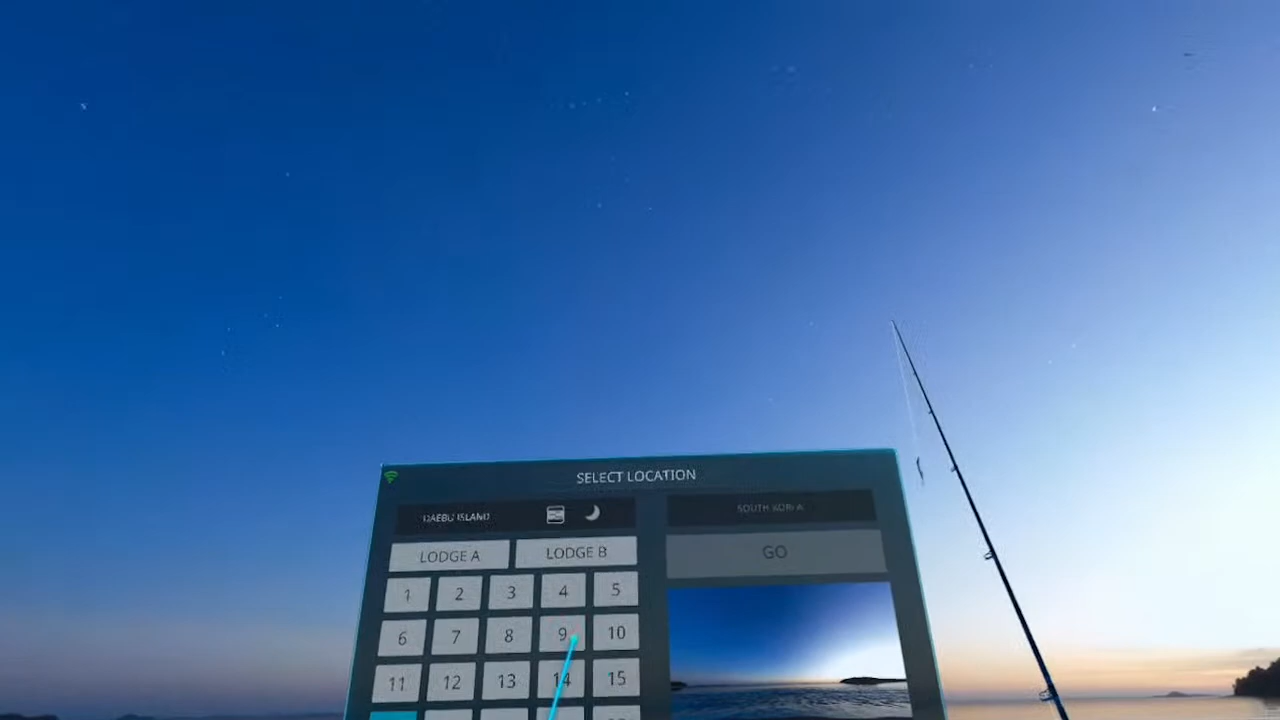 SELECT LOCATION
DAEBU ISLAND
SOUTH KOREA
LODGE A LODGE B
GO
1 2 3 4 5
6 7 8 9 10
11 12 13 14 15